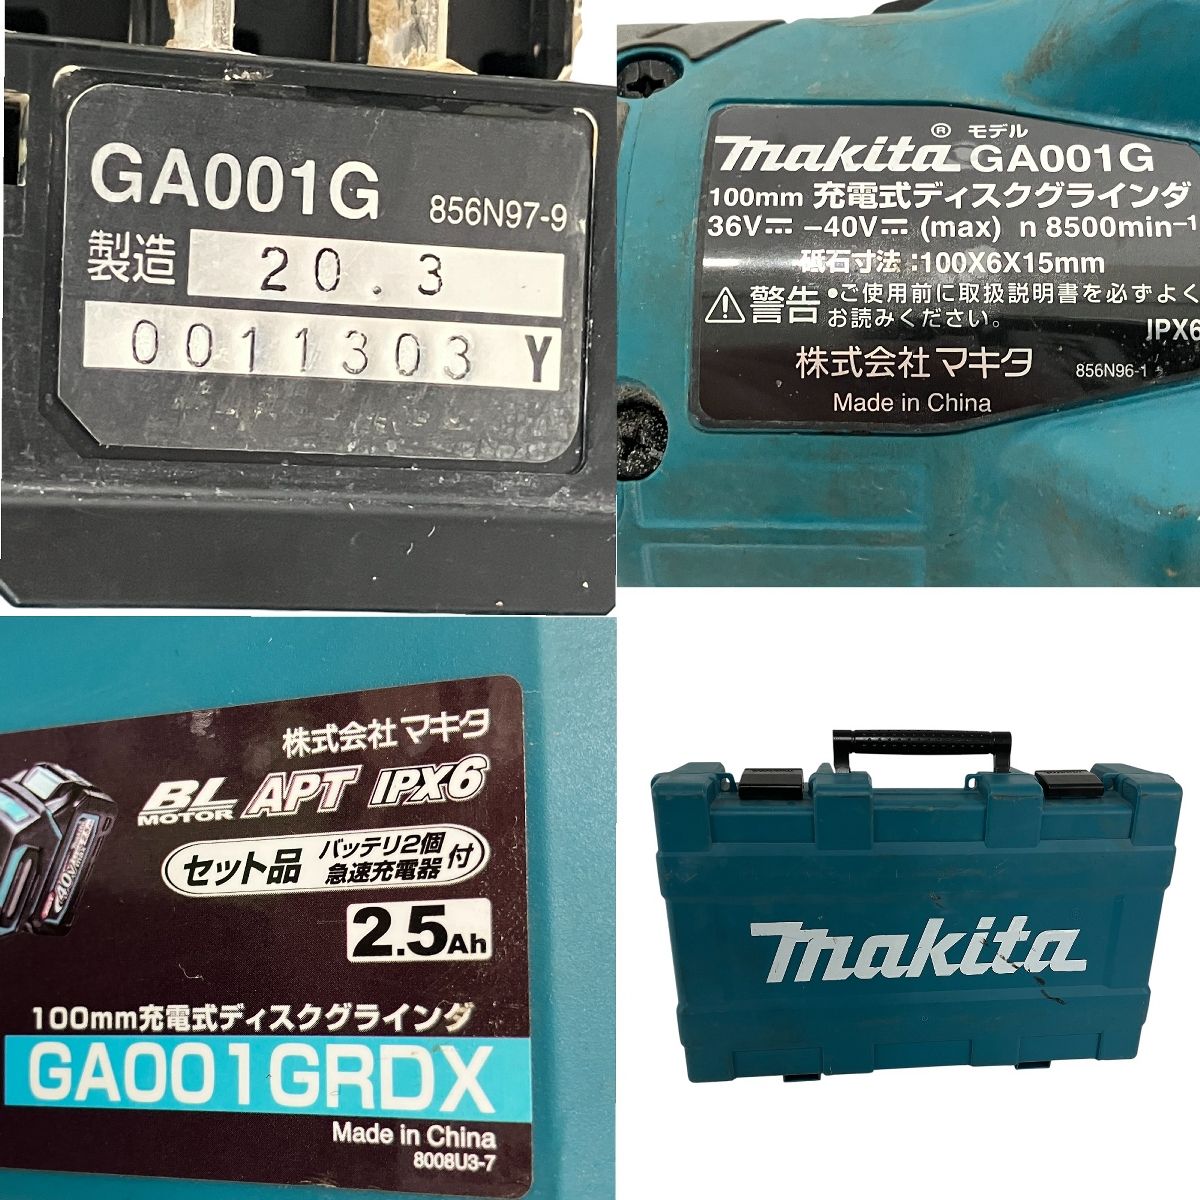 GA001G
856N97-9
製造 20.3
0011303 Y
makita® モデル GA001G
100mm 充電式ディスクグラインダ
36V⎓ -40V⎓ (max) n 8500min⁻¹
砥石寸法:100X6X15mm
⚠警告 •ご使用前に取扱説明書を必ずよく
お読みください。
IPX6
株式会社 マキタ 856N96-1
Made in China
株式会社マキタ
BL MOTOR APT IPX6
セット品 バッテリ2個 急速充電器 付
40Vmax
2.5Ah
100mm充電式ディスクグラインダ
GA001GRDX
Made in China
8008U3-7
makita